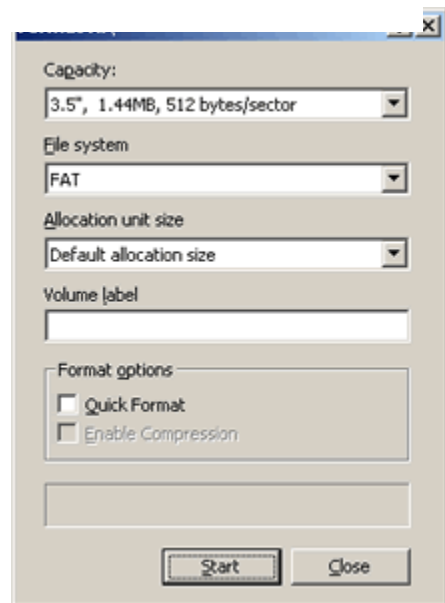 Capacity:
3.5", 1.44MB, 512 bytes/sector
File system
FAT
Allocation unit size
Default allocation size
Volume label
Format options
Quick Format
Enable Compression
Start Close